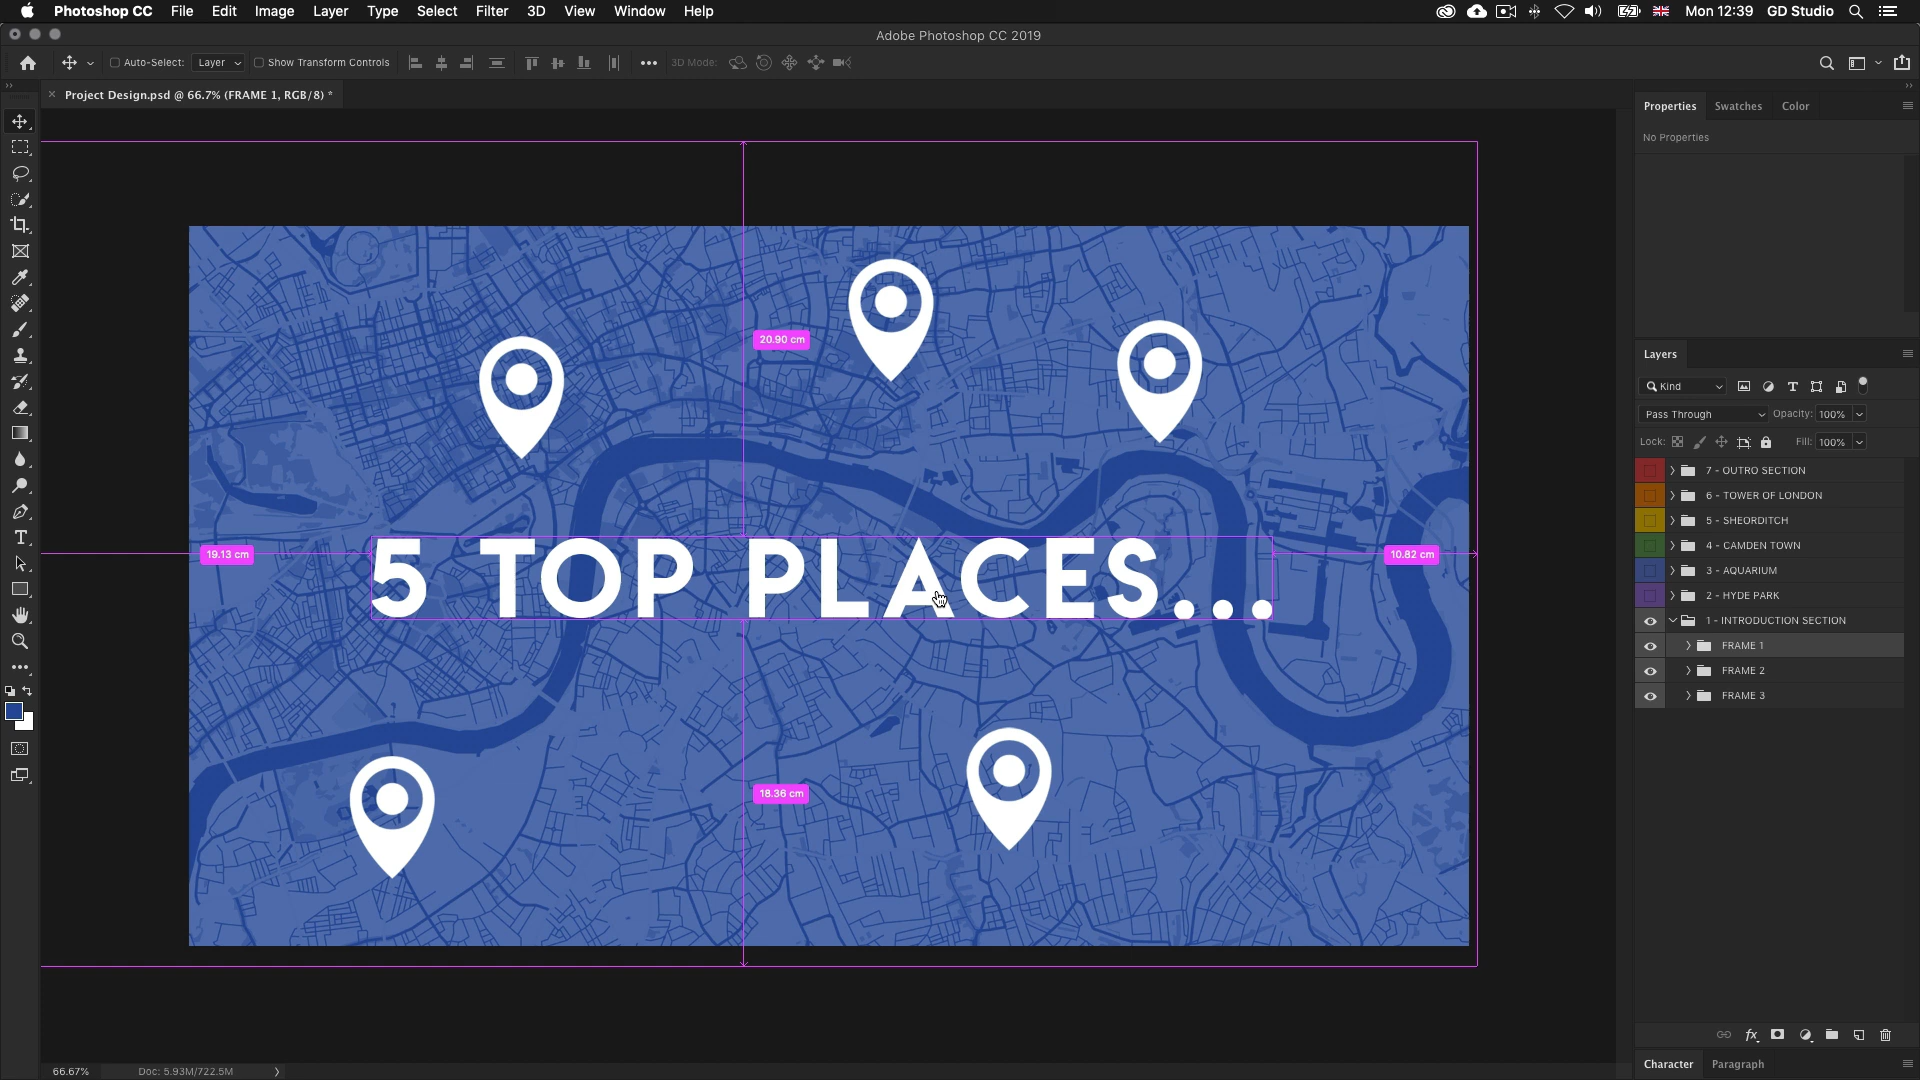 Photoshop CC File Edit Image Layer Type Select Filter 3D View Window Help Mon 12:39 GD Studio
Adobe Photoshop CC 2019
Auto-Select: Layer Show Transform Controls 3D Mode:
Project Design.psd @ 66.7% (FRAME 1, RGB/8) *
Properties Swatches Color
No Properties
20.90 cm
19.13 cm
10.82 cm
5 TOP PLACES...
18.36 cm
Layers
Kind
Pass Through Opacity: 100%
Lock: Fill: 100%
7 - OUTRO SECTION
6 - TOWER OF LONDON
5 - SHEORDITCH
4 - CAMDEN TOWN
3 - AQUARIUM
2 - HYDE PARK
1 - INTRODUCTION SECTION
FRAME 1
FRAME 2
FRAME 3
fx
Character Paragraph
66.67% Doc: 5.93M/722.5M